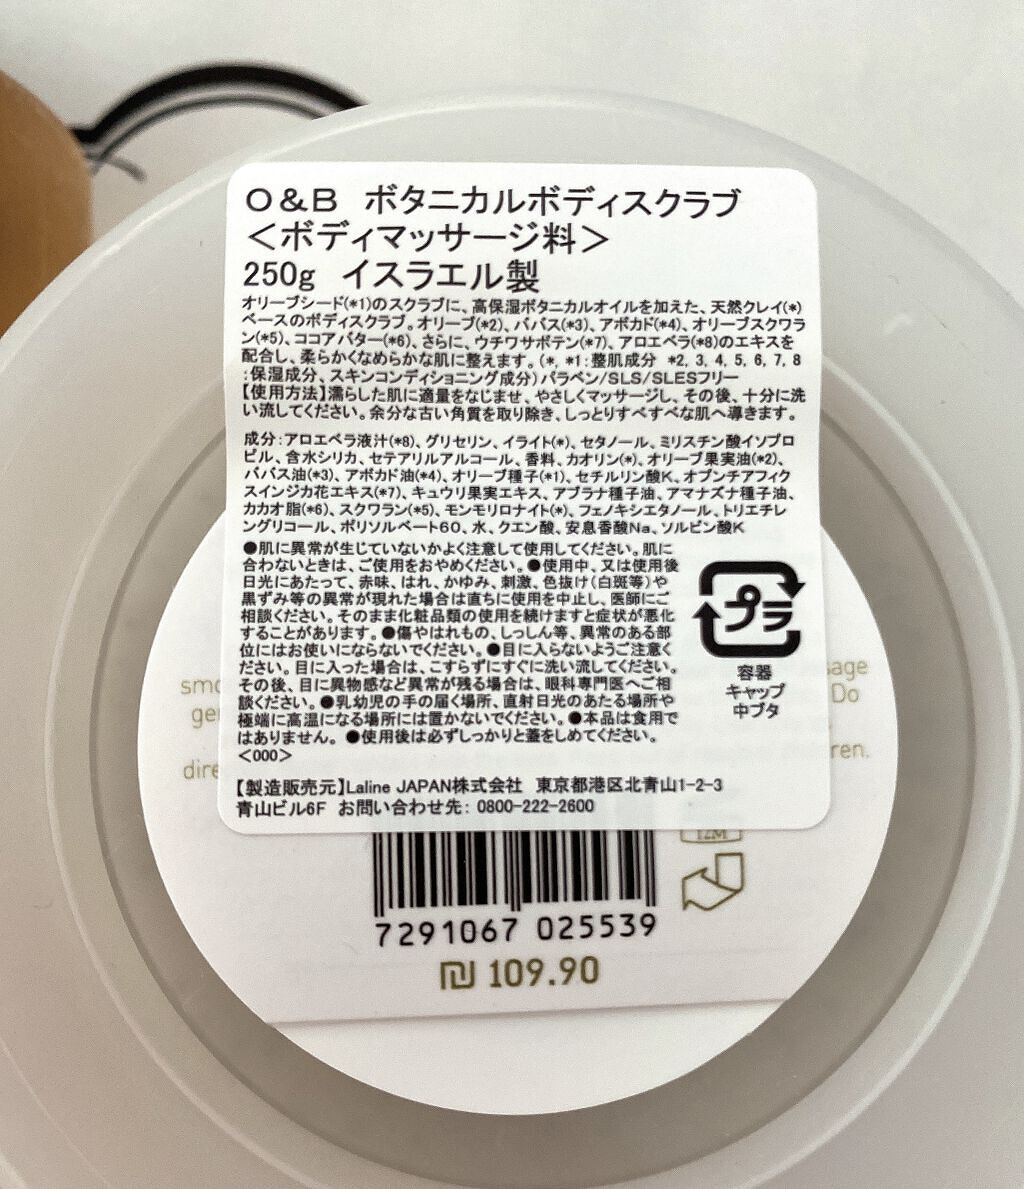 O&B ボタニカルボディスクラブ
＜ボディマッサージ料＞
250g イスラエル製
オリーブシード(*1)のスクラブに、高保湿ボタニカルオイルを加えた、天然クレイ(*)
ベースのボディスクラブ。オリーブ(*2)、ババス(*3)、アボカド(*4)、オリーブスクワラ
ン(*5)、ココアバター(*6)、さらに、ウチワサボテン(*7)、アロエベラ(*8)のエキスを
配合し、柔らかくなめらかな肌に整えます。(*, *1:整肌成分 *2, 3, 4, 5, 6, 7, 8
:保湿成分、スキンコンディショニング成分)パラベン/SLS/SLESフリー
【使用方法】濡らした肌に適量をなじませ、やさしくマッサージし、その後、十分に洗
い流してください。余分な古い角質を取り除き、しっとりすべすべな肌へ導きます。
成分:アロエベラ液汁(*8)、グリセリン、イライト(*)、セタノール、ミリスチン酸イソプロ
ピル、含水シリカ、セテアリルアルコール、香料、カオリン(*)、オリーブ果実油(*2)、
ババス油(*3)、アボカド油(*4)、オリーブ種子(*1)、セチルリン酸K、オプンチアフィク
スインジカ花エキス(*7)、キュウリ果実エキス、アブラナ種子油、アマナズナ種子油、
カカオ脂(*6)、スクワラン(*5)、モンモリロナイト(*)、フェノキシエタノール、トリエチレ
ングリコール、ポリソルベート60、水、クエン酸、安息香酸Na、ソルビン酸K
●肌に異常が生じていないかよく注意して使用してください。肌に
合わないときは、ご使用をおやめください。●使用中、又は使用後
日光にあたって、赤味、はれ、かゆみ、刺激、色抜け(白斑等)や
黒ずみ等の異常が現れた場合は直ちに使用を中止し、医師にご
相談ください。そのまま化粧品類の使用を続けますと症状が悪化
することがあります。●傷やはれもの、しっしん等、異常のある部
位にはお使いにならないでください。●目に入らないようご注意く
ださい。目に入った場合は、こすらずにすぐに洗い流してください。
その後、目に異物感など異常が残る場合は、眼科専門医へご相
談ください。●乳幼児の手の届く場所、直射日光のあたる場所や
極端に高温になる場所には置かないでください。●本品は食用で
はありません。●使用後は必ずしっかりと蓋をしめてください。
<000>
プラ
容器
キャップ
中ブタ
【製造販売元】Laline JAPAN株式会社 東京都港区北青山1-2-3
青山ビル6F お問い合わせ先: 0800-222-2600
Do
12M
7291067 025539
₪ 109.90